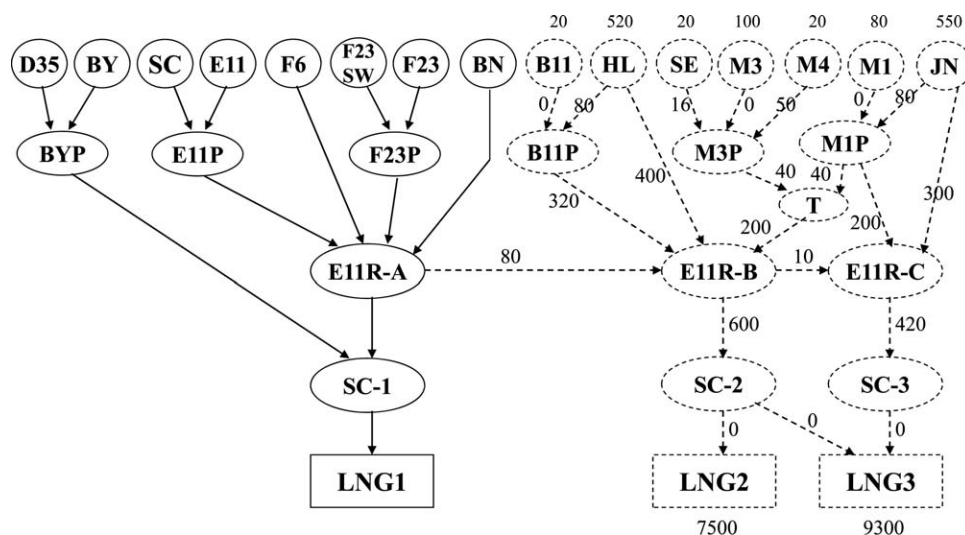 20 520 20 100 20 80 550
D35 BY SC E11 F6 F23 SW F23 BN B11 HL SE M3 M4 M1 JN
0 80 16 0 50 0 80
BYP E11P F23P B11P M3P M1P
320 400 40 40 T 200 200 300
E11R-A 80 E11R-B 10 E11R-C
600 420
SC-1 SC-2 SC-3
0 0 0
LNG1 LNG2 LNG3
7500 9300